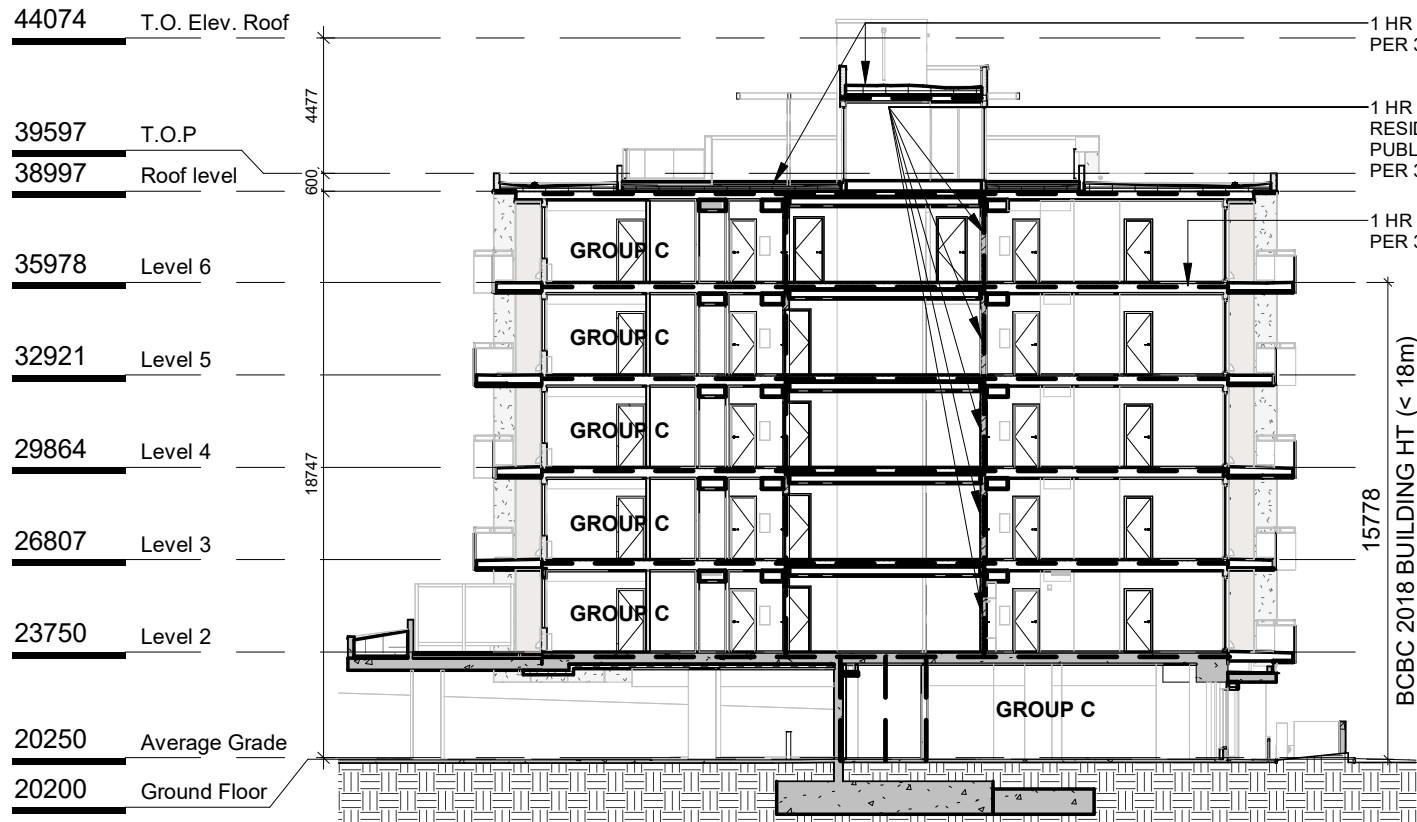 44074 T.O. Elev. Roof
39597 T.O.P
38997 Roof level
35978 Level 6
32921 Level 5
29864 Level 4
26807 Level 3
23750 Level 2
20250 Average Grade
20200 Ground Floor
4477
600
18747
GROUP C
GROUP C
GROUP C
GROUP C
GROUP C
GROUP C
1 HR
PER 3
1 HR
RESID
PUBL
PER 3
1 HR
PER 3
15778
BCBC 2018 BUILDING HT (< 18m)